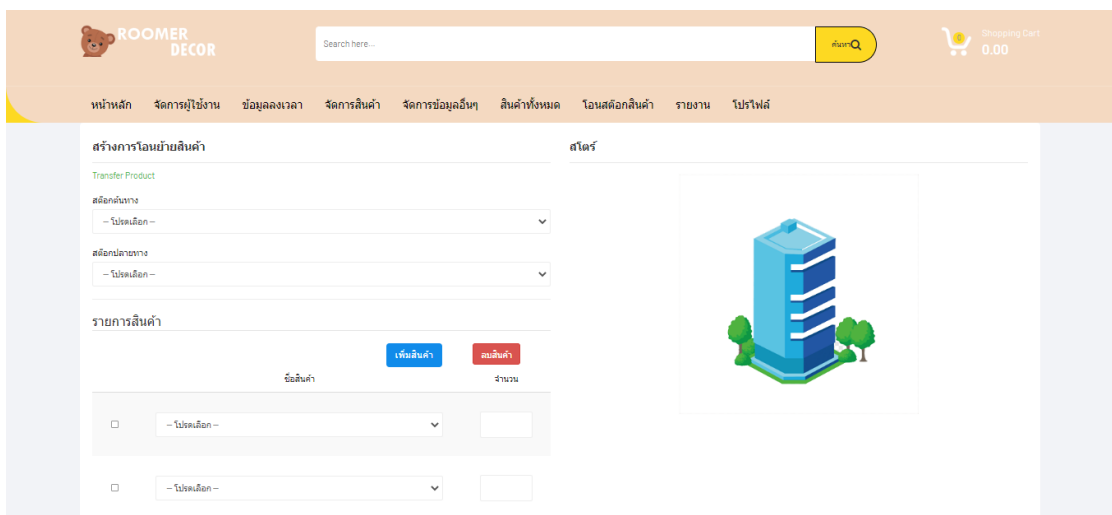 ROOMER
DECOR
Search here...
ค้นหา
0
Shopping Cart
0.00
หน้าหลัก จัดการผู้ใช้งาน ข้อมูลลงเวลา จัดการสินค้า จัดการข้อมูลอื่นๆ สินค้าทั้งหมด โอนสต๊อกสินค้า รายงาน โปรไฟล์
สร้างการโอนย้ายสินค้า
Transfer Product
สต๊อกต้นทาง
-- โปรดเลือก --
สต๊อกปลายทาง
-- โปรดเลือก --
รายการสินค้า
เพิ่มสินค้า ลบสินค้า
ชื่อสินค้า จำนวน
-- โปรดเลือก --
-- โปรดเลือก --
สโตร์